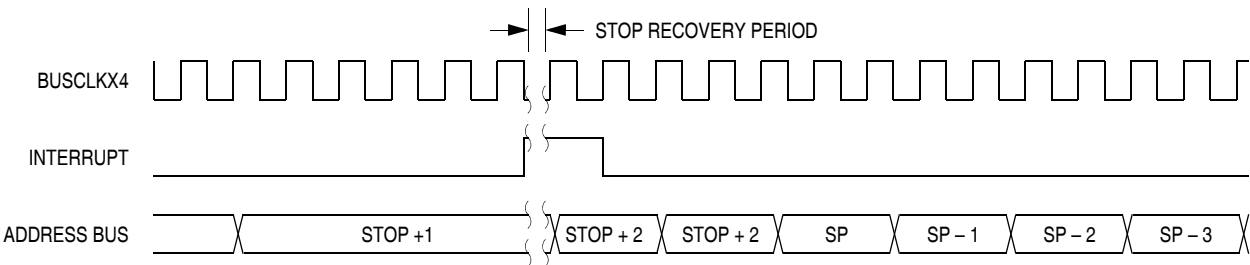 STOP RECOVERY PERIOD
BUSCLKX4
INTERRUPT
ADDRESS BUS STOP +1 STOP + 2 STOP + 2 SP SP – 1 SP – 2 SP – 3